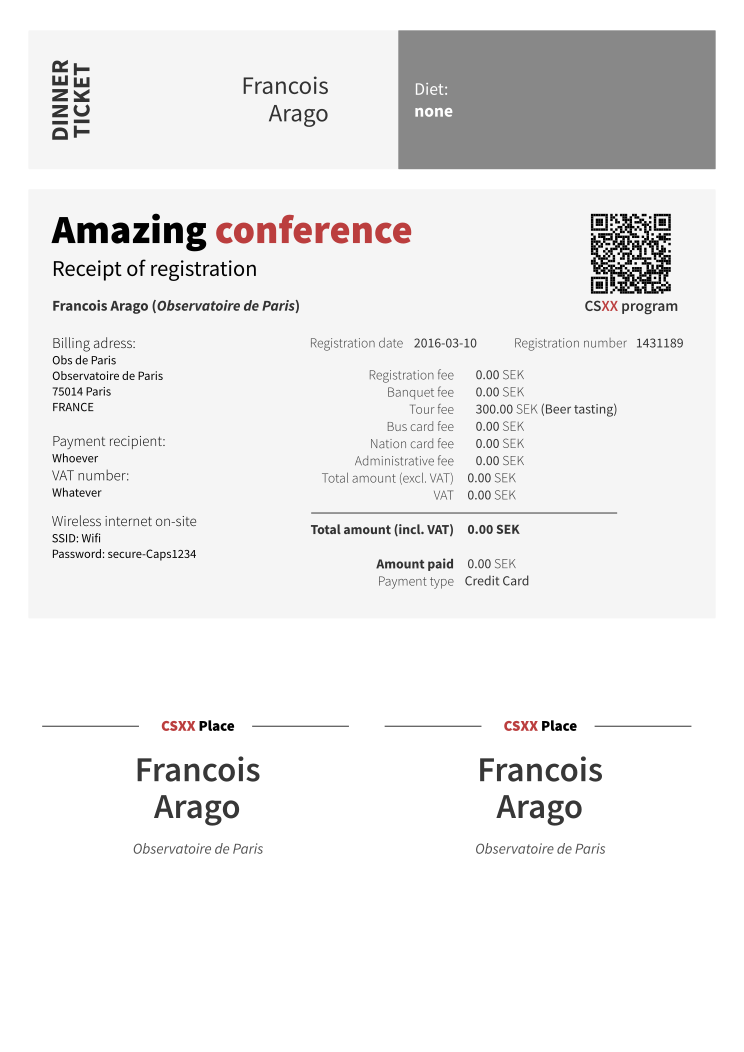 DINNER
TICKET
Francois
Arago
Diet:
none
Amazing conference
Receipt of registration
CSXX program
Francois Arago (Observatoire de Paris)
Billing adress:
Obs de Paris
Observatoire de Paris
75014 Paris
FRANCE
Payment recipient:
Whoever
VAT number:
Whatever
Wireless internet on-site
SSID: Wifi
Password: secure-Caps1234
Registration date 2016-03-10 Registration number 1431189
Registration fee 0.00 SEK
Banquet fee 0.00 SEK
Tour fee 300.00 SEK (Beer tasting)
Bus card fee 0.00 SEK
Nation card fee 0.00 SEK
Administrative fee 0.00 SEK
Total amount (excl. VAT) 0.00 SEK
VAT 0.00 SEK
Total amount (incl. VAT) 0.00 SEK
Amount paid 0.00 SEK
Payment type Credit Card
CSXX Place
Francois
Arago
Observatoire de Paris
CSXX Place
Francois
Arago
Observatoire de Paris